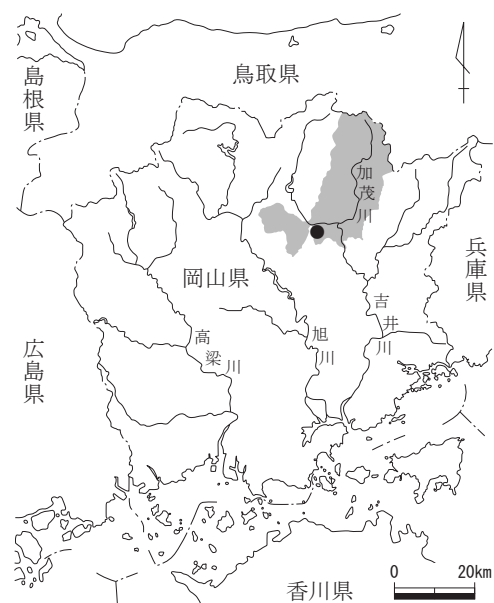 鳥取県
島根県
加茂川
兵庫県
岡山県
吉井川
旭川
高梁川
広島県
0 20km
香川県